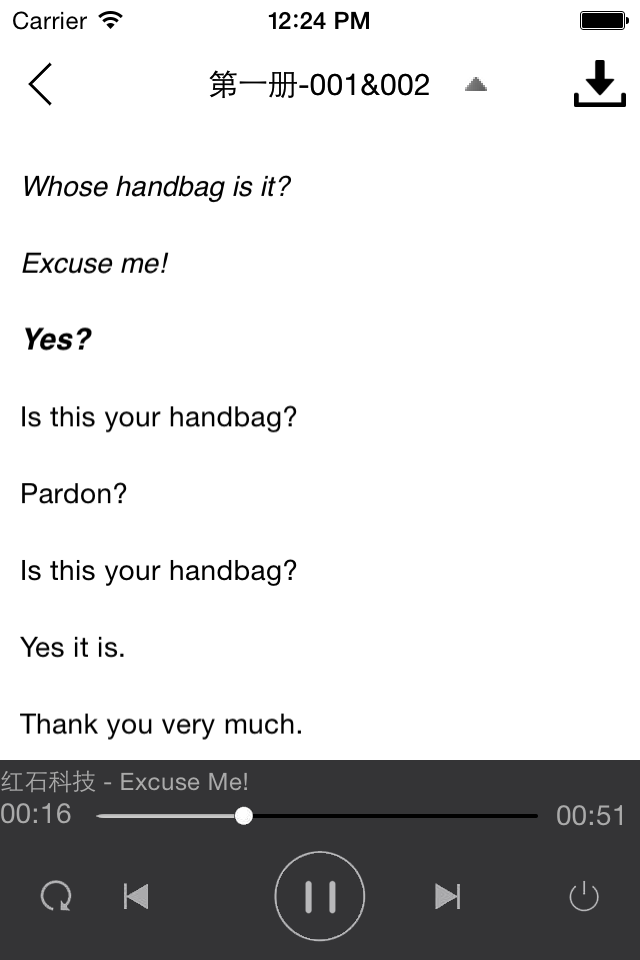 Carrier 12:24 PM
第一册-001&002
Whose handbag is it?
Excuse me!
Yes?
Is this your handbag?
Pardon?
Is this your handbag?
Yes it is.
Thank you very much.
红石科技 - Excuse Me!
00:16 00:51